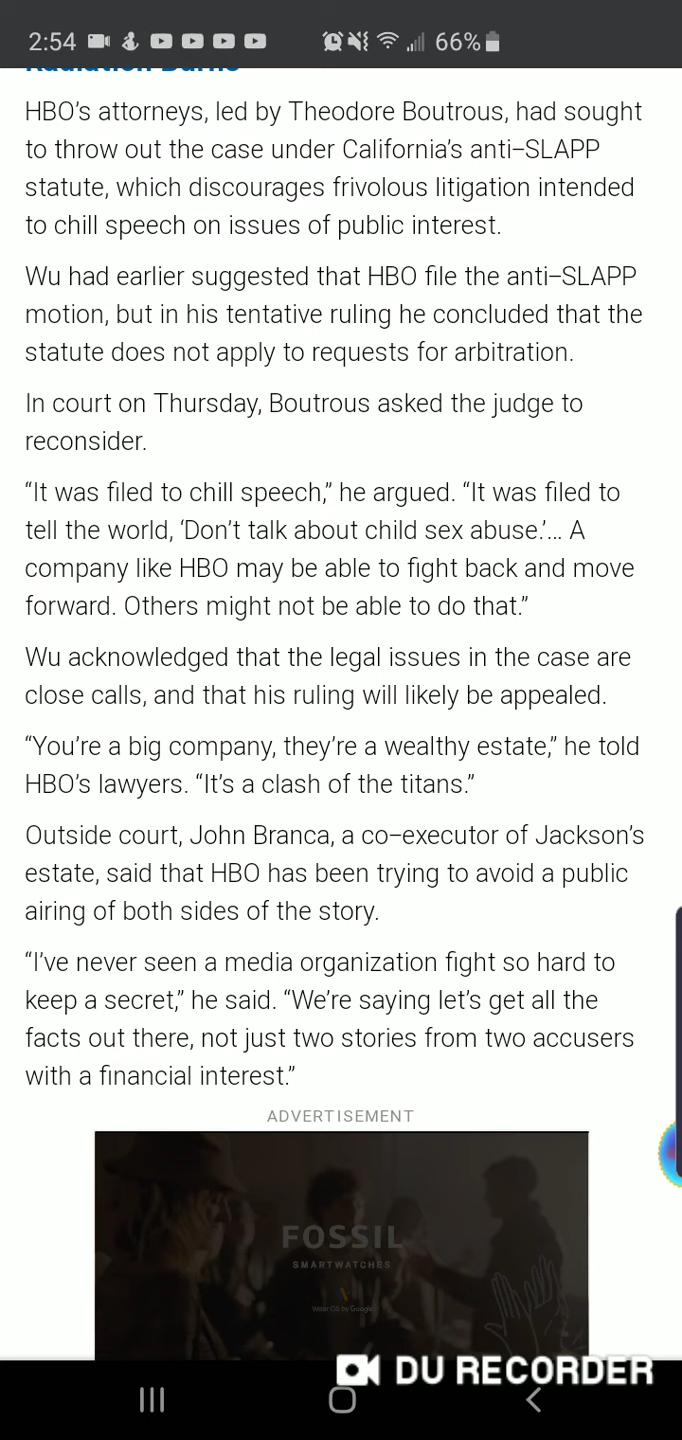 2:54
66%
Radiation Burns
HBO’s attorneys, led by Theodore Boutrous, had sought
to throw out the case under California’s anti–SLAPP
statute, which discourages frivolous litigation intended
to chill speech on issues of public interest.
Wu had earlier suggested that HBO file the anti–SLAPP
motion, but in his tentative ruling he concluded that the
statute does not apply to requests for arbitration.
In court on Thursday, Boutrous asked the judge to
reconsider.
“It was filed to chill speech,” he argued. “It was filed to
tell the world, ‘Don’t talk about child sex abuse.’... A
company like HBO may be able to fight back and move
forward. Others might not be able to do that.”
Wu acknowledged that the legal issues in the case are
close calls, and that his ruling will likely be appealed.
“You’re a big company, they’re a wealthy estate,” he told
HBO’s lawyers. “It’s a clash of the titans.”
Outside court, John Branca, a co–executor of Jackson’s
estate, said that HBO has been trying to avoid a public
airing of both sides of the story.
“I’ve never seen a media organization fight so hard to
keep a secret,” he said. “We’re saying let’s get all the
facts out there, not just two stories from two accusers
with a financial interest.”
ADVERTISEMENT
FOSSIL
SMARTWATCHES
Wear OS by Google
DU RECORDER